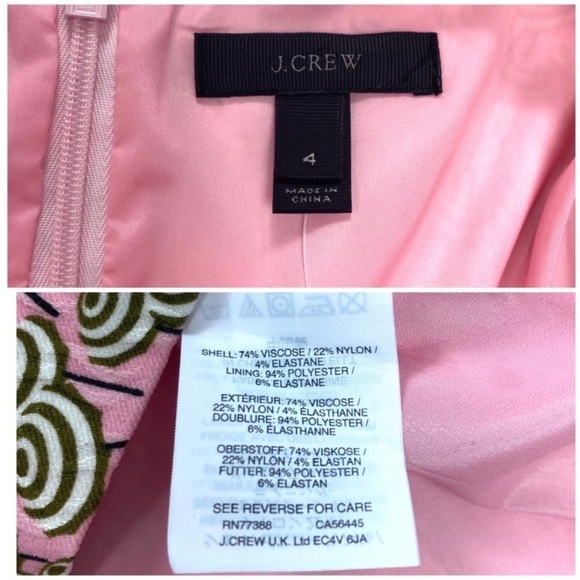 J.CREW
4
MADE IN
CHINA
SHELL: 74% VISCOSE / 22% NYLON /
4% ELASTANE
LINING: 94% POLYESTER /
6% ELASTANE
EXTÉRIEUR: 74% VISCOSE /
22% NYLON / 4% ÉLASTHANNE
DOUBLURE: 94% POLYESTER /
6% ÉLASTHANNE
OBERSTOFF: 74% VISKOSE /
22% NYLON / 4% ELASTAN
FUTTER: 94% POLYESTER /
6% ELASTAN
SEE REVERSE FOR CARE
RN77388 CA56445
J.CREW U.K. Ltd EC4V 6JA